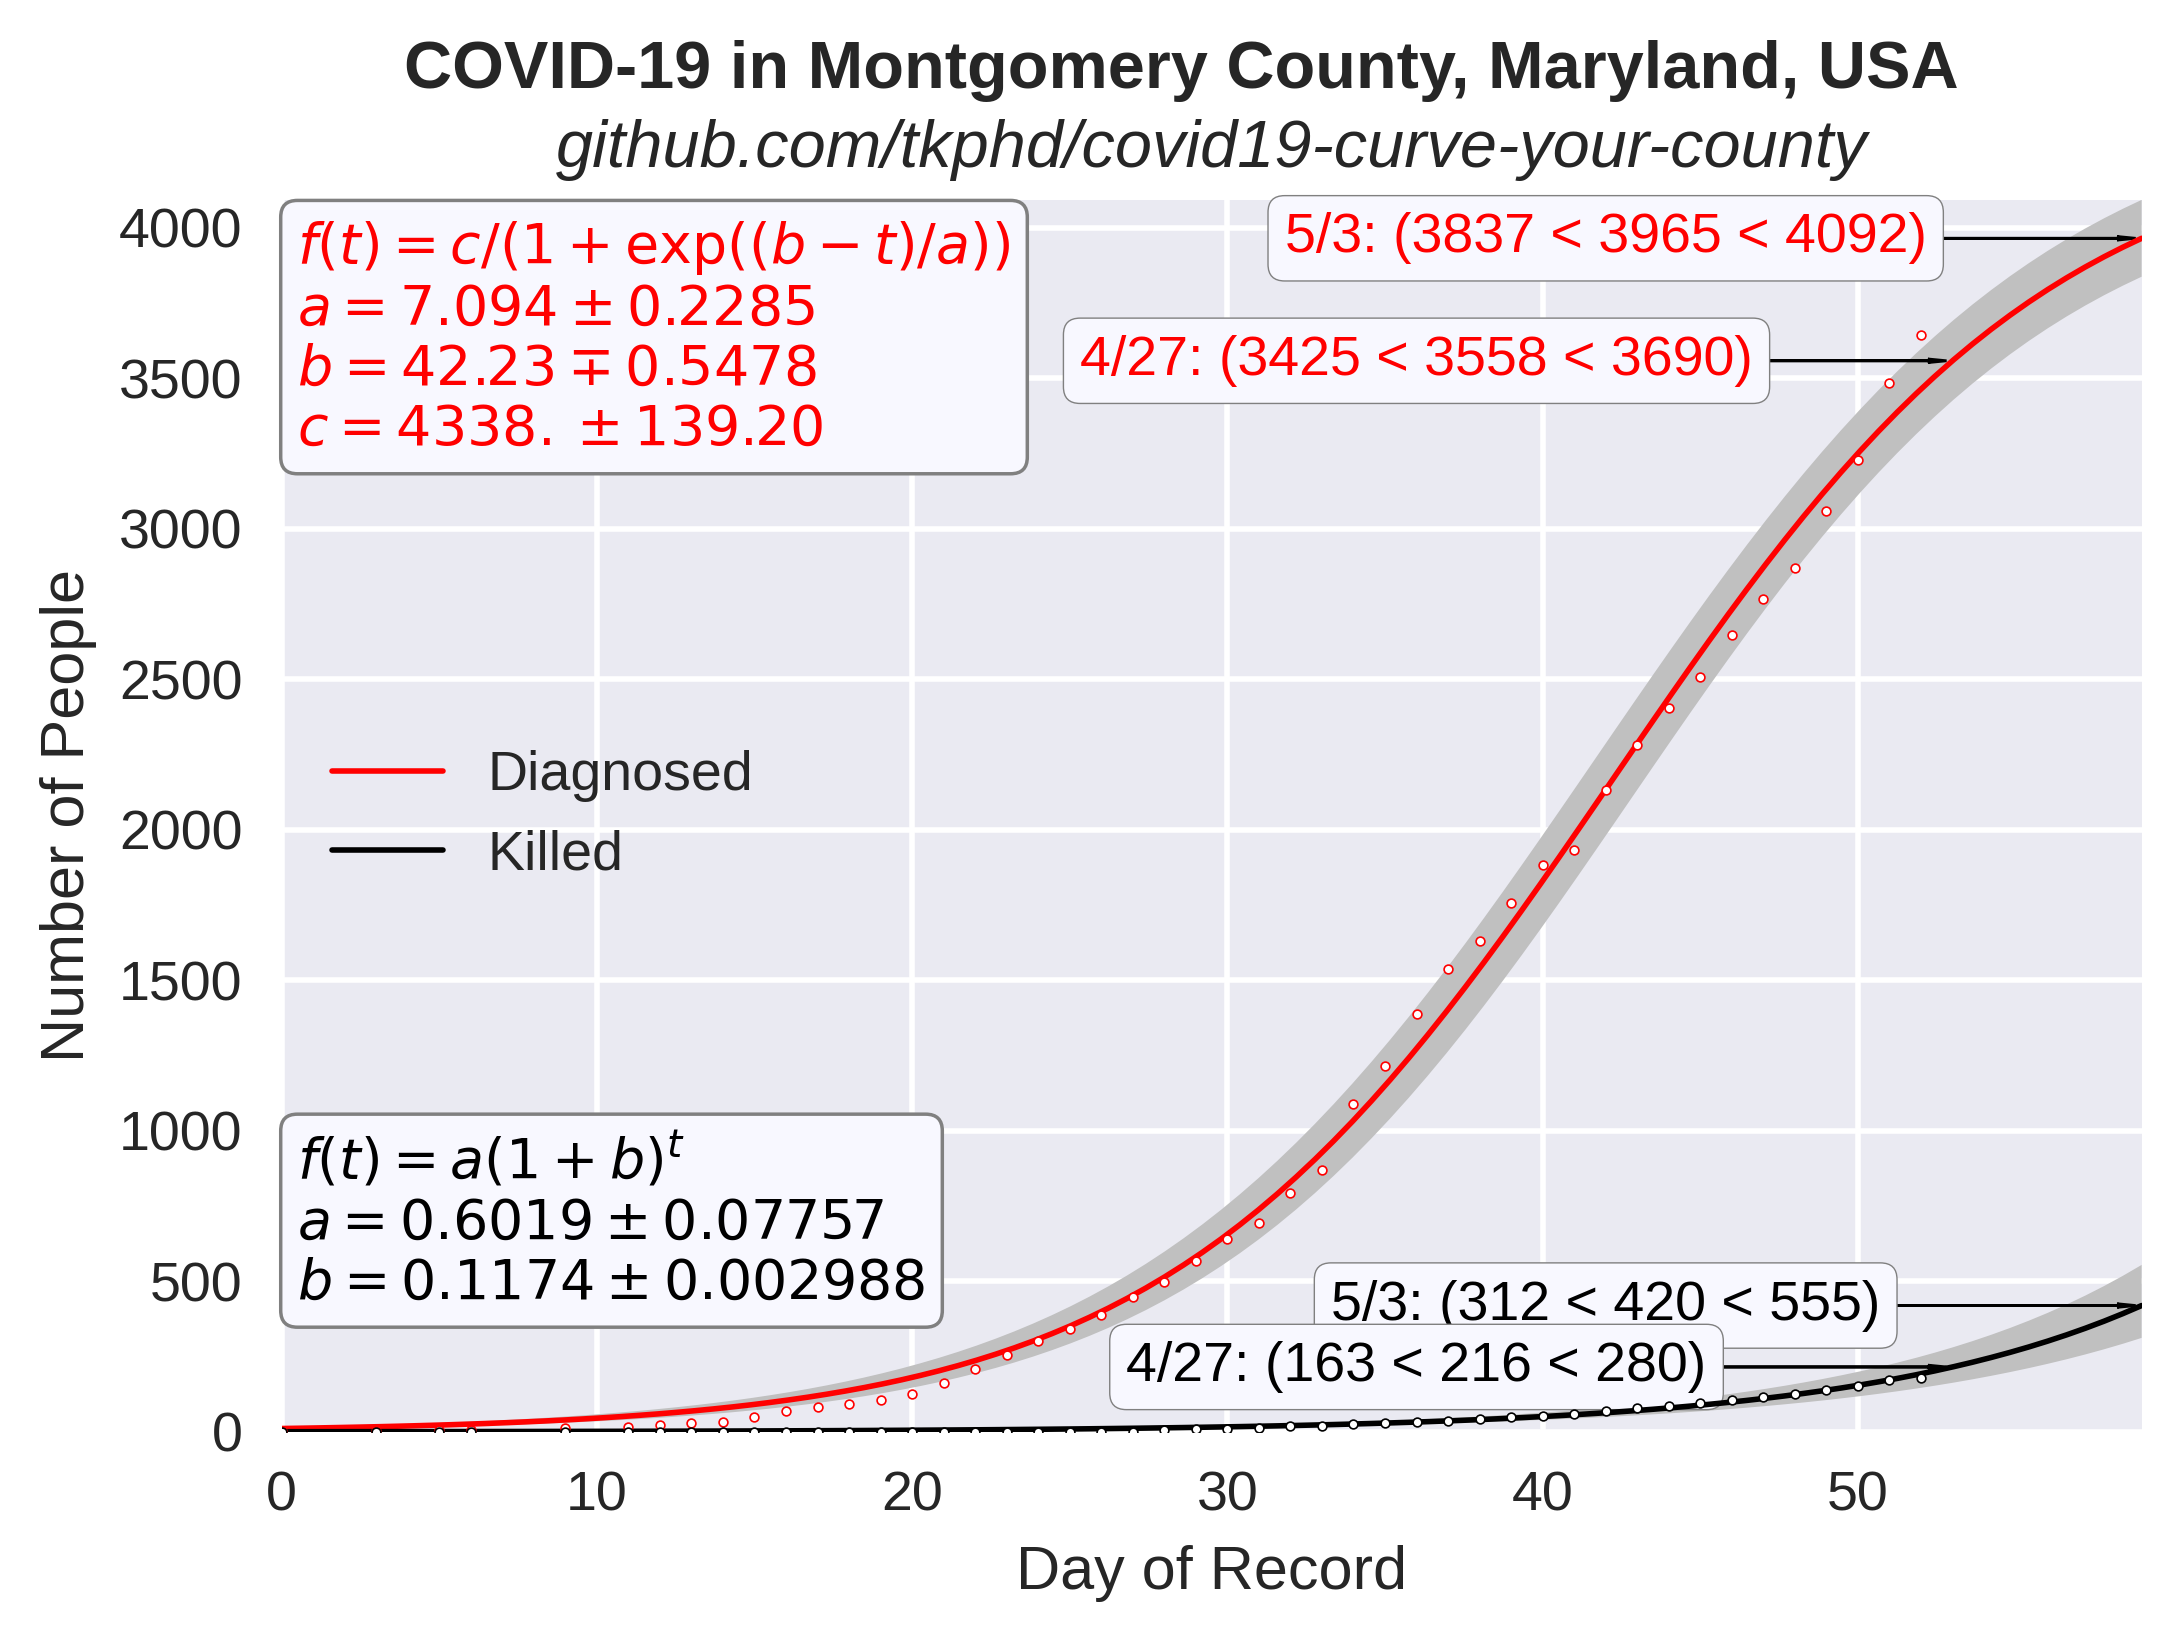 COVID-19 in Montgomery County, Maryland, USA
github.com/tkphd/covid19-curve-your-county
f(t) = c/(1 + exp((b − t)/a))
a = 7.094 ± 0.2285
b = 42.23 ∓ 0.5478
c = 4338. ± 139.20
5/3: (3837 < 3965 < 4092)
4/27: (3425 < 3558 < 3690)
Diagnosed
Killed
f(t) = a(1 + b)^t
a = 0.6019 ± 0.07757
b = 0.1174 ± 0.002988
5/3: (312 < 420 < 555)
4/27: (163 < 216 < 280)
Number of People
4000
3500
3000
2500
2000
1500
1000
500
0
0 10 20 30 40 50
Day of Record